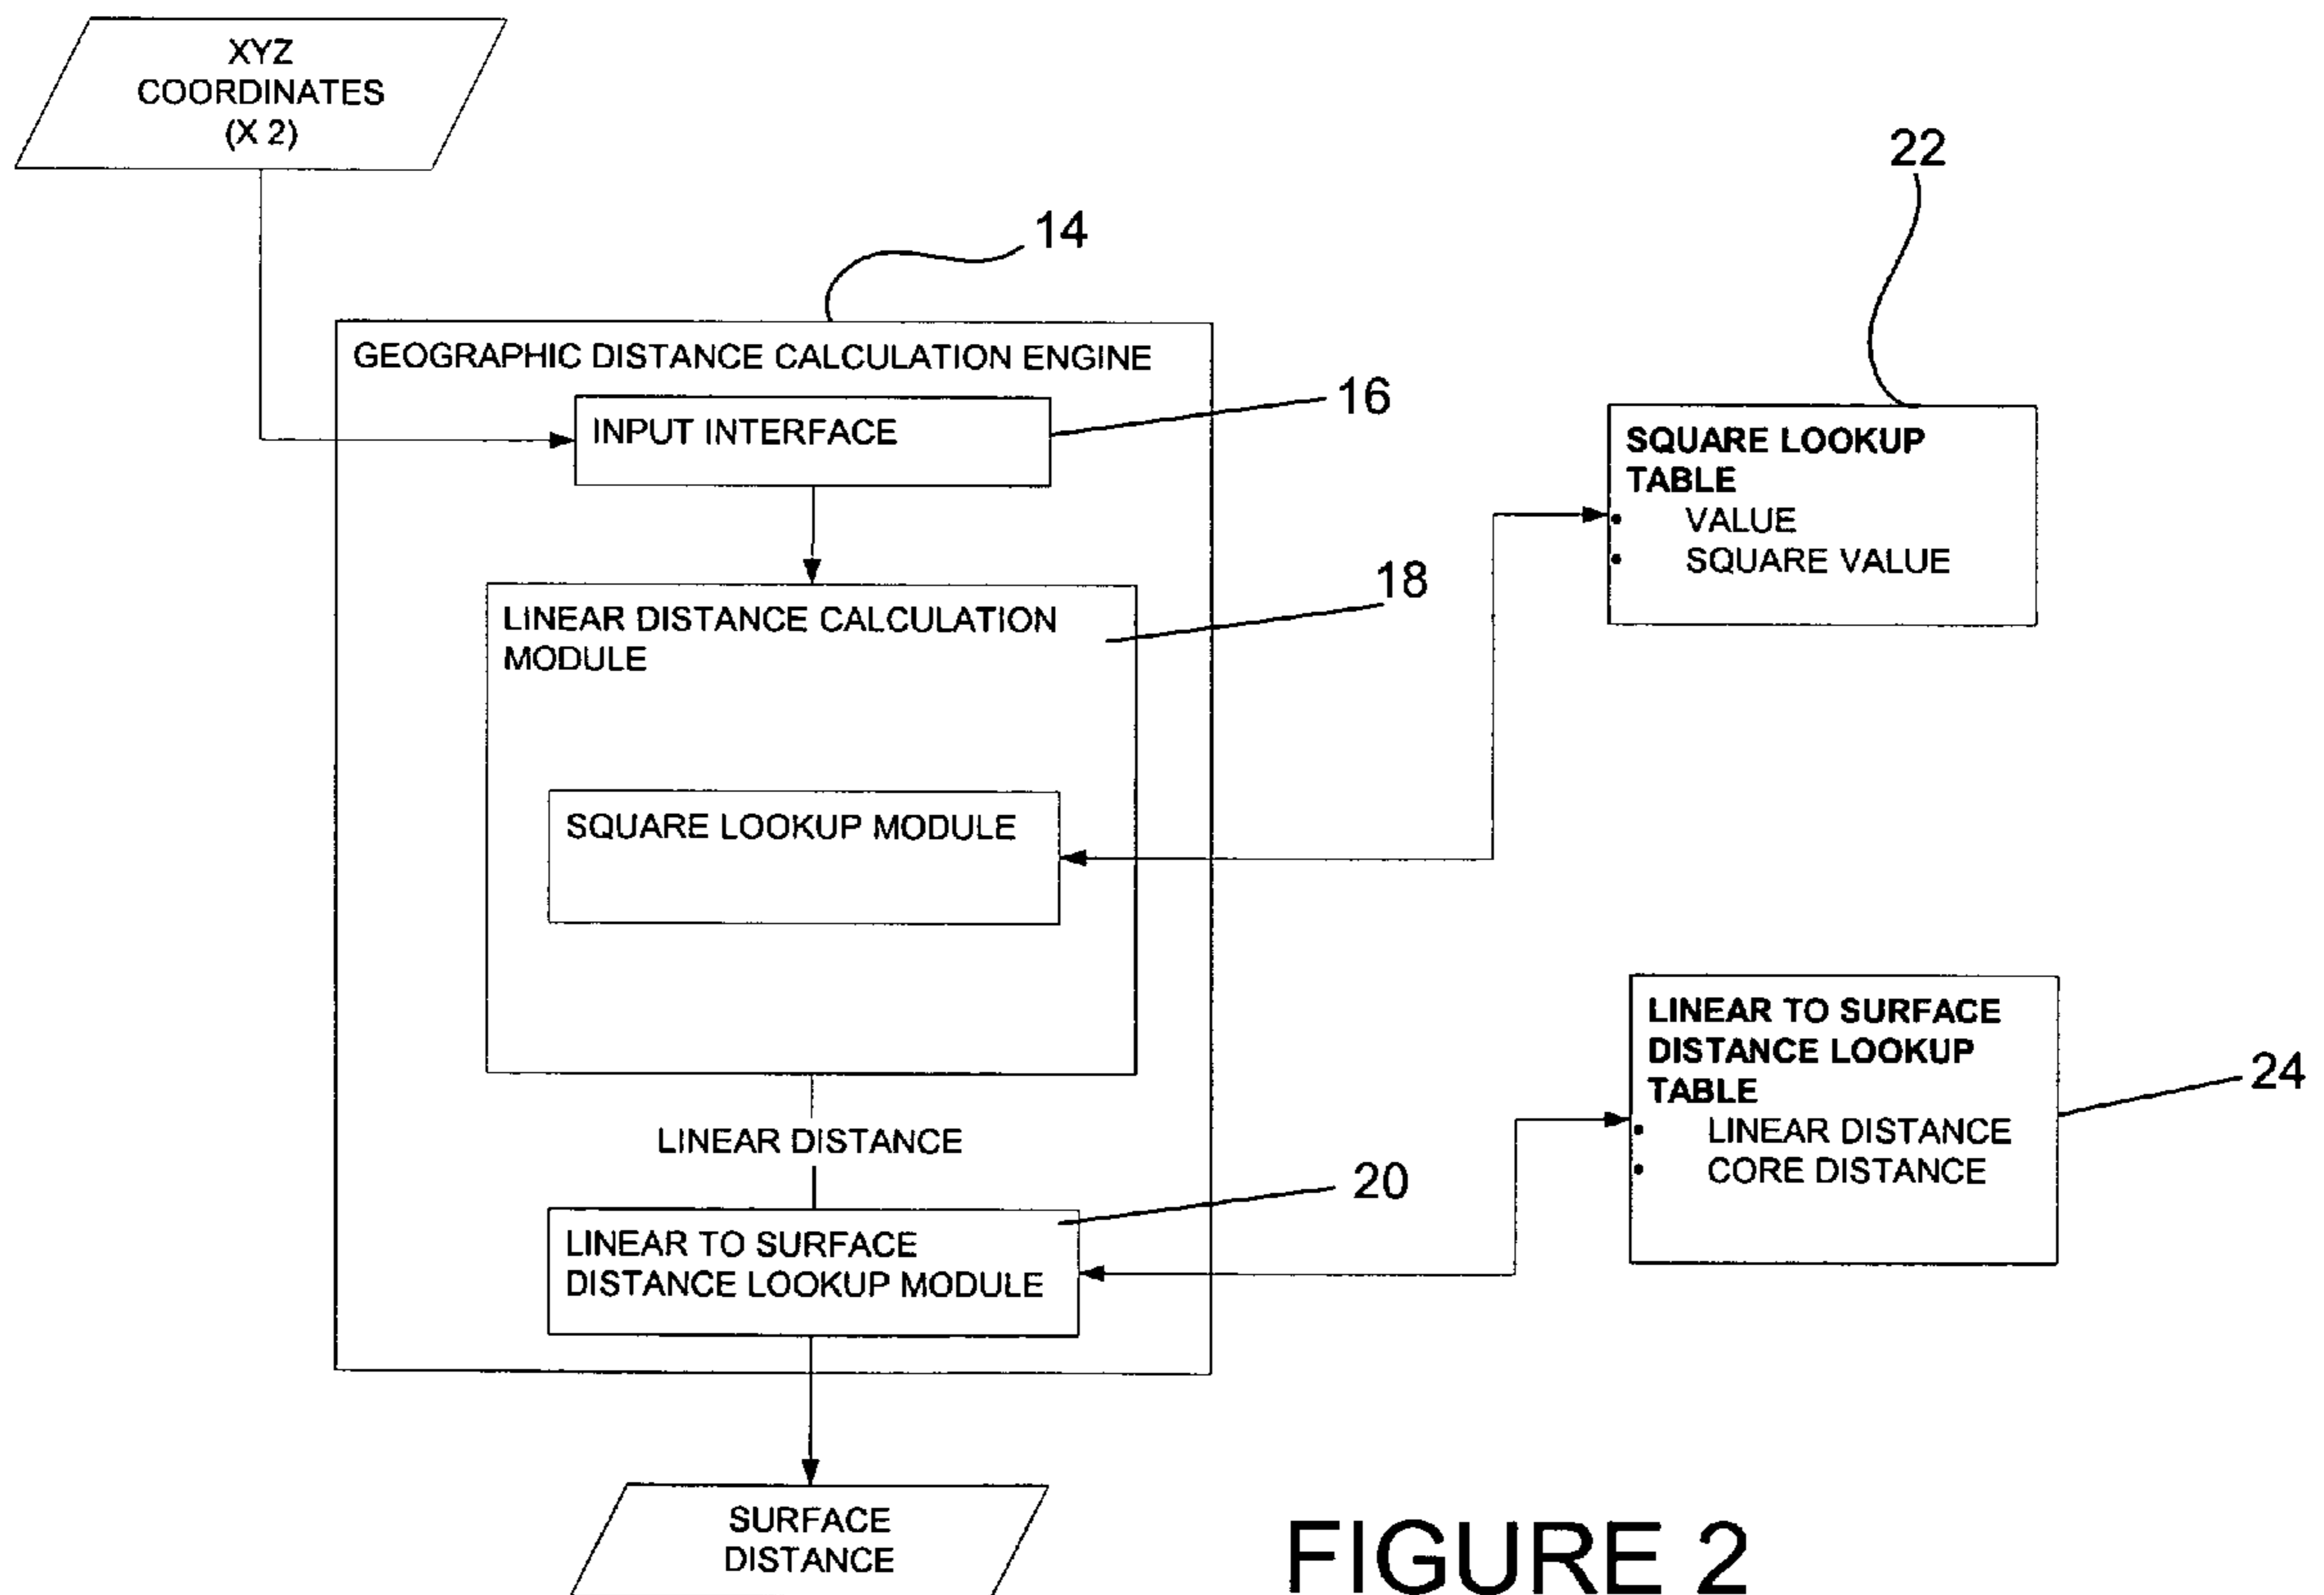 XYZ
COORDINATES
(X 2)
22
14
GEOGRAPHIC DISTANCE CALCULATION ENGINE
16
INPUT INTERFACE
SQUARE LOOKUP
TABLE
• VALUE
• SQUARE VALUE
18
LINEAR DISTANCE CALCULATION
MODULE
SQUARE LOOKUP MODULE
LINEAR TO SURFACE
DISTANCE LOOKUP
TABLE
• LINEAR DISTANCE
• CORE DISTANCE
24
LINEAR DISTANCE
20
LINEAR TO SURFACE
DISTANCE LOOKUP MODULE
SURFACE
DISTANCE
FIGURE 2